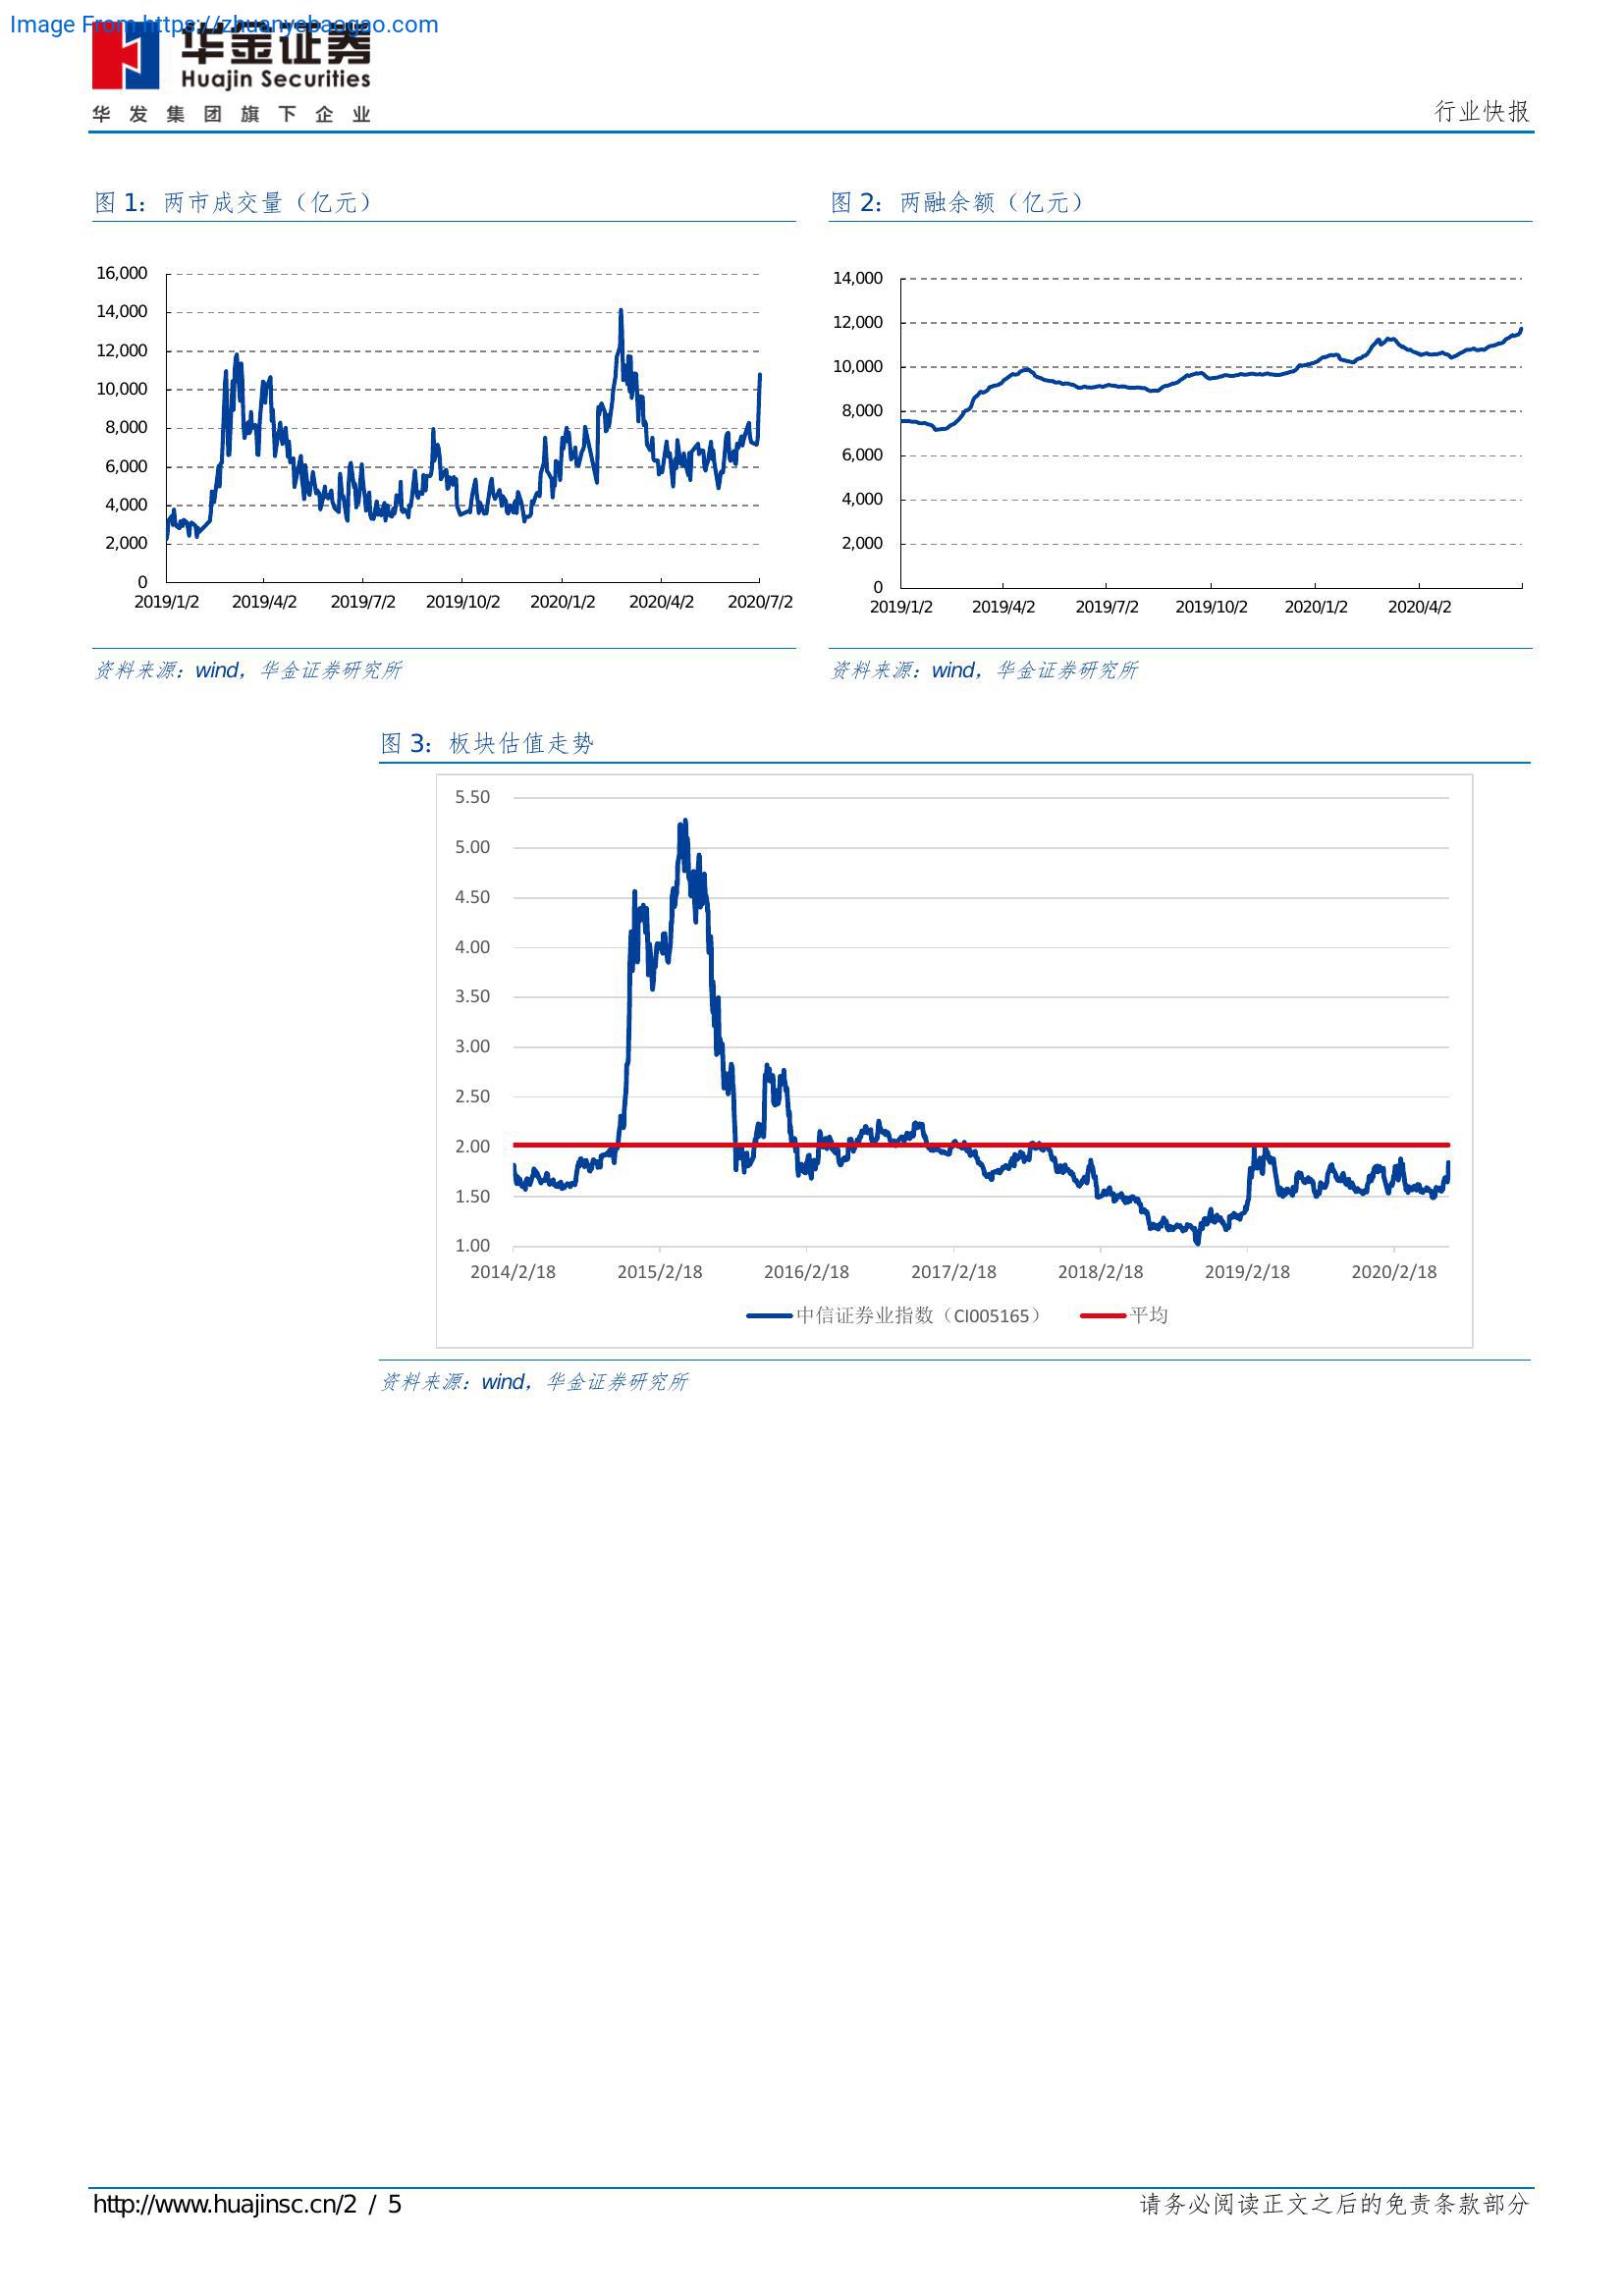 Image From https://zhuanyebaogao.com
华金证券
Huajin Securities
华发集团旗下企业
行业快报
图 1：两市成交量（亿元）
16,000
14,000
12,000
10,000
8,000
6,000
4,000
2,000
0
2019/1/2 2019/4/2 2019/7/2 2019/10/2 2020/1/2 2020/4/2 2020/7/2
资料来源：wind，华金证券研究所
图 2：两融余额（亿元）
14,000
12,000
10,000
8,000
6,000
4,000
2,000
0
2019/1/2 2019/4/2 2019/7/2 2019/10/2 2020/1/2 2020/4/2
资料来源：wind，华金证券研究所
图 3：板块估值走势
5.50
5.00
4.50
4.00
3.50
3.00
2.50
2.00
1.50
1.00
2014/2/18 2015/2/18 2016/2/18 2017/2/18 2018/2/18 2019/2/18 2020/2/18
中信证券业指数（CI005165） 平均
资料来源：wind，华金证券研究所
http://www.huajinsc.cn/2 / 5
请务必阅读正文之后的免责条款部分